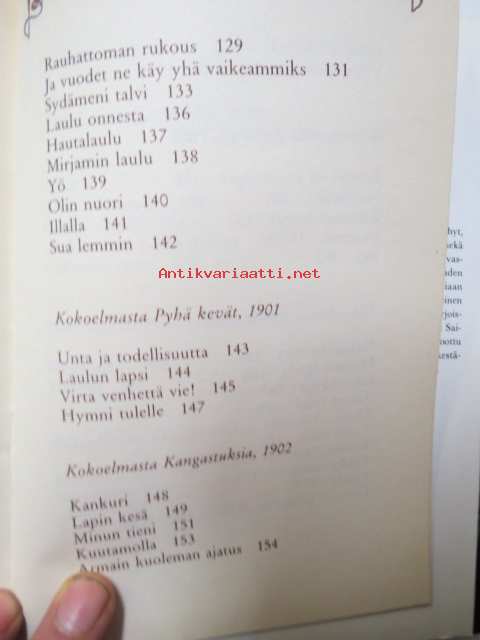 Rauhattoman rukous 129
Ja vuodet ne käy yhä vaikeammiks 131
Sydämeni talvi 133
Laulu onnesta 136
Hautalaulu 137
Mirjamin laulu 138
Yö 139
Olin nuori 140
Illalla 141
Sua lemmin 142
Antikvariaatti.net
Kokoelmasta Pyhä kevät, 1901
Unta ja todellisuutta 143
Laulun lapsi 144
Virta venhettä vie! 145
Hymni tulelle 147
Kokoelmasta Kangastuksia, 1902
Kankuri 148
Lapin kesä 149
Minun tieni 151
Kuutamolla 153
Armain kuoleman ajatus 154